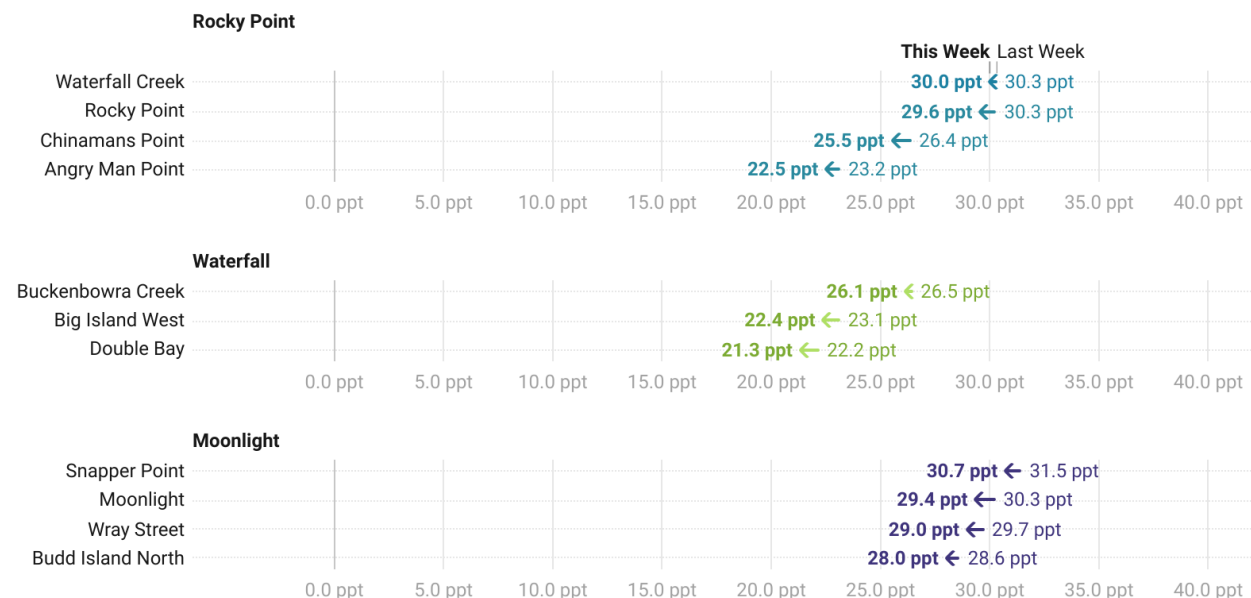 Rocky Point
This Week Last Week
Waterfall Creek 30.0 ppt 30.3 ppt
Rocky Point 29.6 ppt 30.3 ppt
Chinamans Point 25.5 ppt 26.4 ppt
Angry Man Point 22.5 ppt 23.2 ppt
0.0 ppt 5.0 ppt 10.0 ppt 15.0 ppt 20.0 ppt 25.0 ppt 30.0 ppt 35.0 ppt 40.0 ppt
Waterfall
Buckenbowra Creek 26.1 ppt 26.5 ppt
Big Island West 22.4 ppt 23.1 ppt
Double Bay 21.3 ppt 22.2 ppt
0.0 ppt 5.0 ppt 10.0 ppt 15.0 ppt 20.0 ppt 25.0 ppt 30.0 ppt 35.0 ppt 40.0 ppt
Moonlight
Snapper Point 30.7 ppt 31.5 ppt
Moonlight 29.4 ppt 30.3 ppt
Wray Street 29.0 ppt 29.7 ppt
Budd Island North 28.0 ppt 28.6 ppt
0.0 ppt 5.0 ppt 10.0 ppt 15.0 ppt 20.0 ppt 25.0 ppt 30.0 ppt 35.0 ppt 40.0 ppt